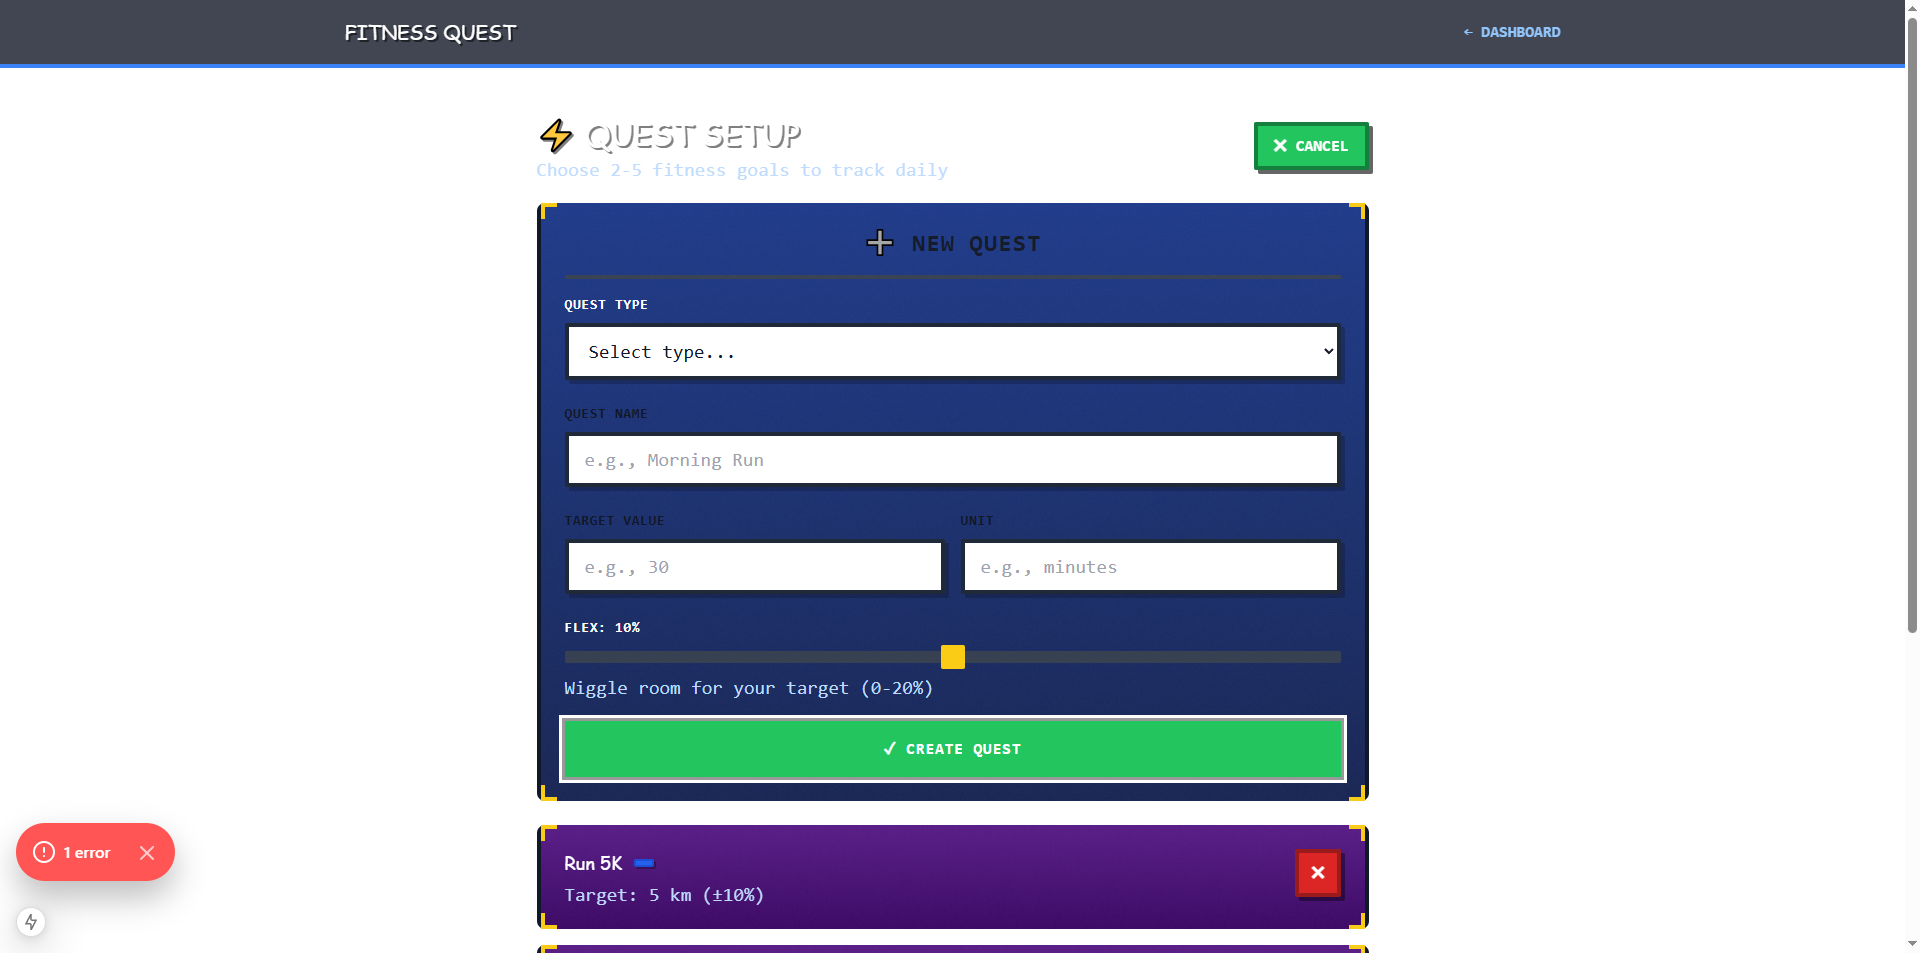 FITNESS QUEST
← DASHBOARD
⚡ QUEST SETUP
Choose 2-5 fitness goals to track daily
✕ CANCEL
➕ NEW QUEST
QUEST TYPE
Select type...
QUEST NAME
e.g., Morning Run
TARGET VALUE
UNIT
e.g., 30
e.g., minutes
FLEX: 10%
Wiggle room for your target (0-20%)
✓ CREATE QUEST
1 error
Run 5K
Target: 5 km (±10%)